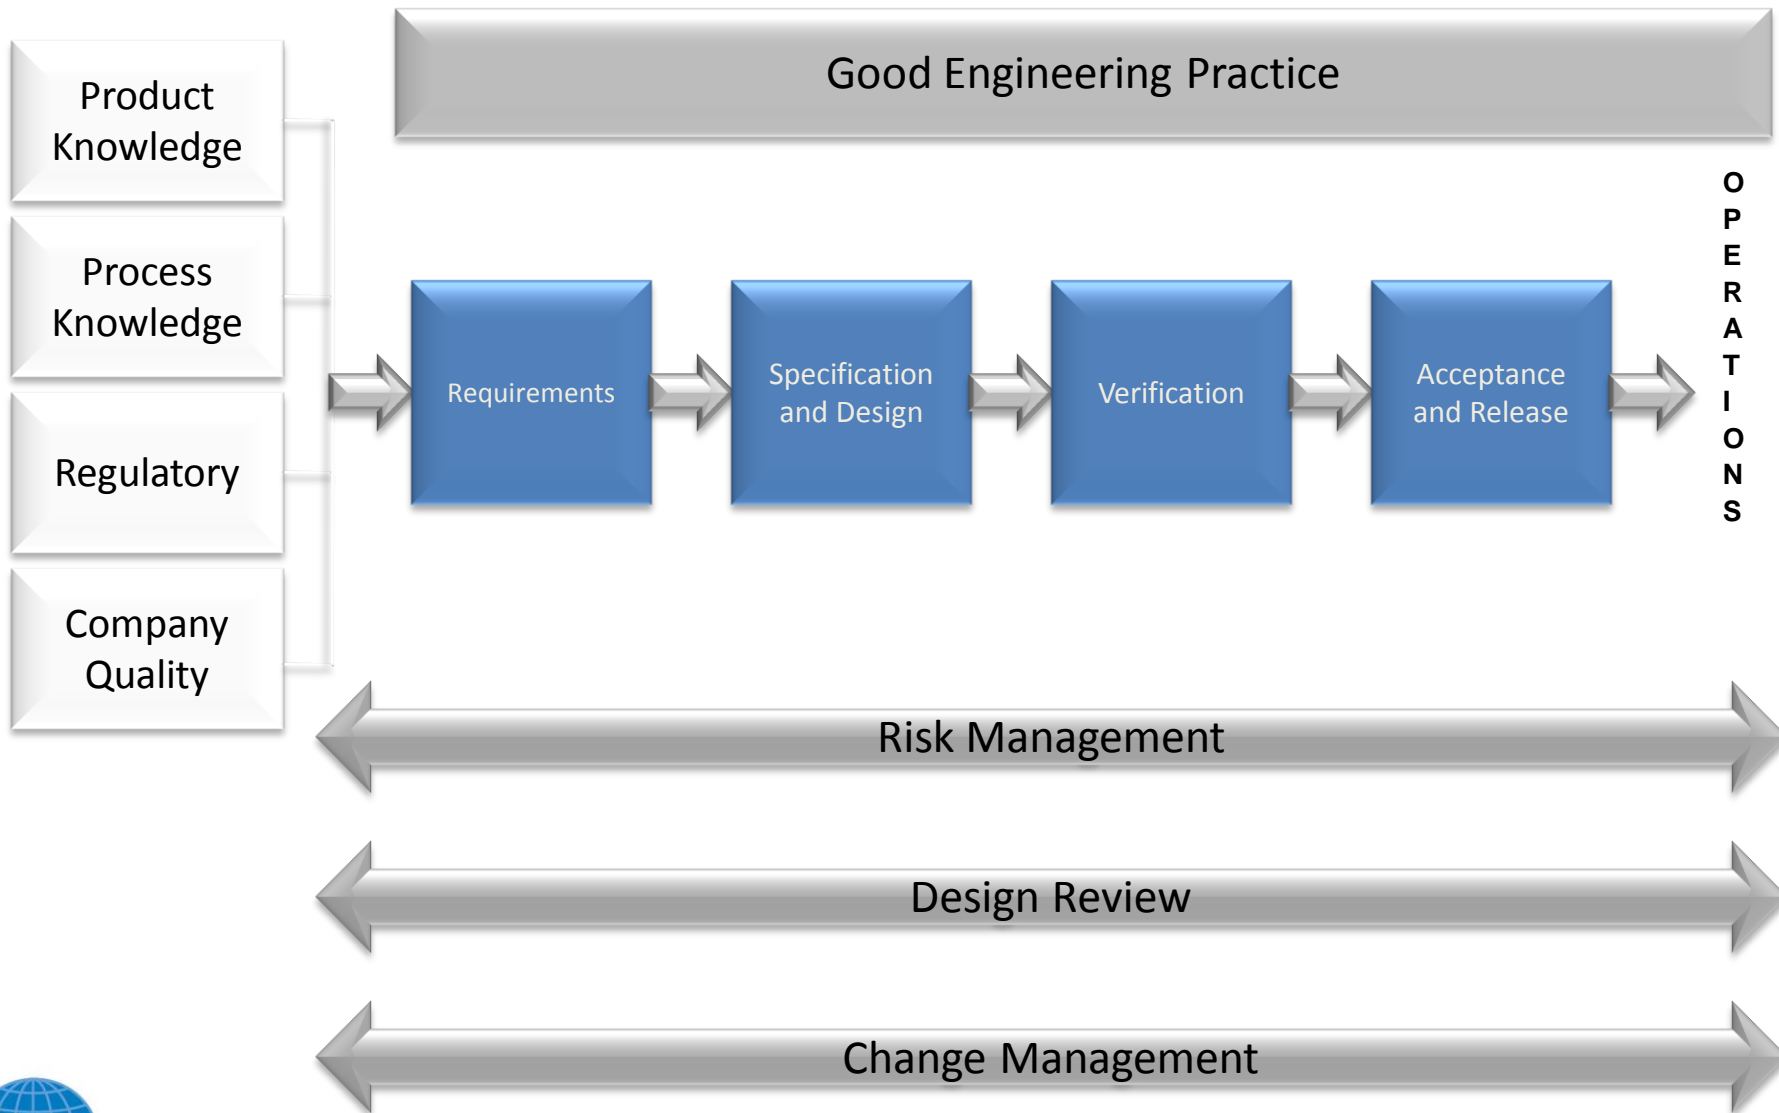 Good Engineering Practice
Product
Knowledge
Process
Knowledge
Regulatory
Company
Quality
Requirements
Specification
and Design
Verification
Acceptance
and Release
O
P
E
R
A
T
I
O
N
S
Risk Management
Design Review
Change Management